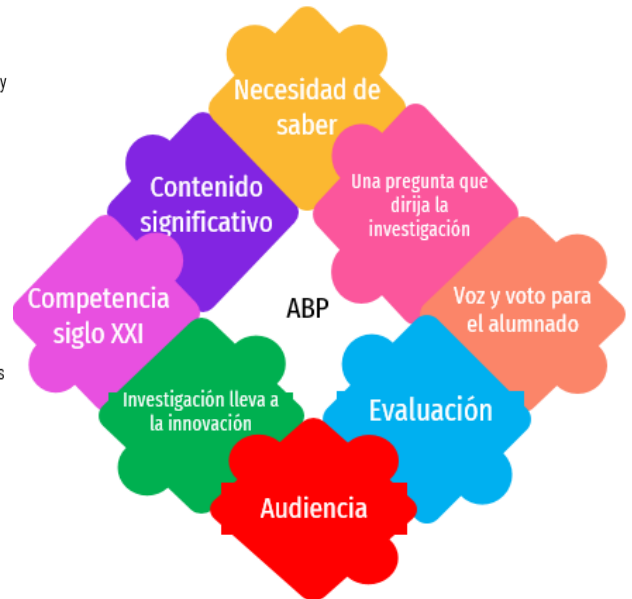 y
Necesidad de
saber
Contenido
significativo
Una pregunta que
dirija la
investigación
Competencia
siglo XXI
ABP
Voz y voto para
el alumnado
s
Investigación lleva a
la innovación
Evaluación
Audiencia